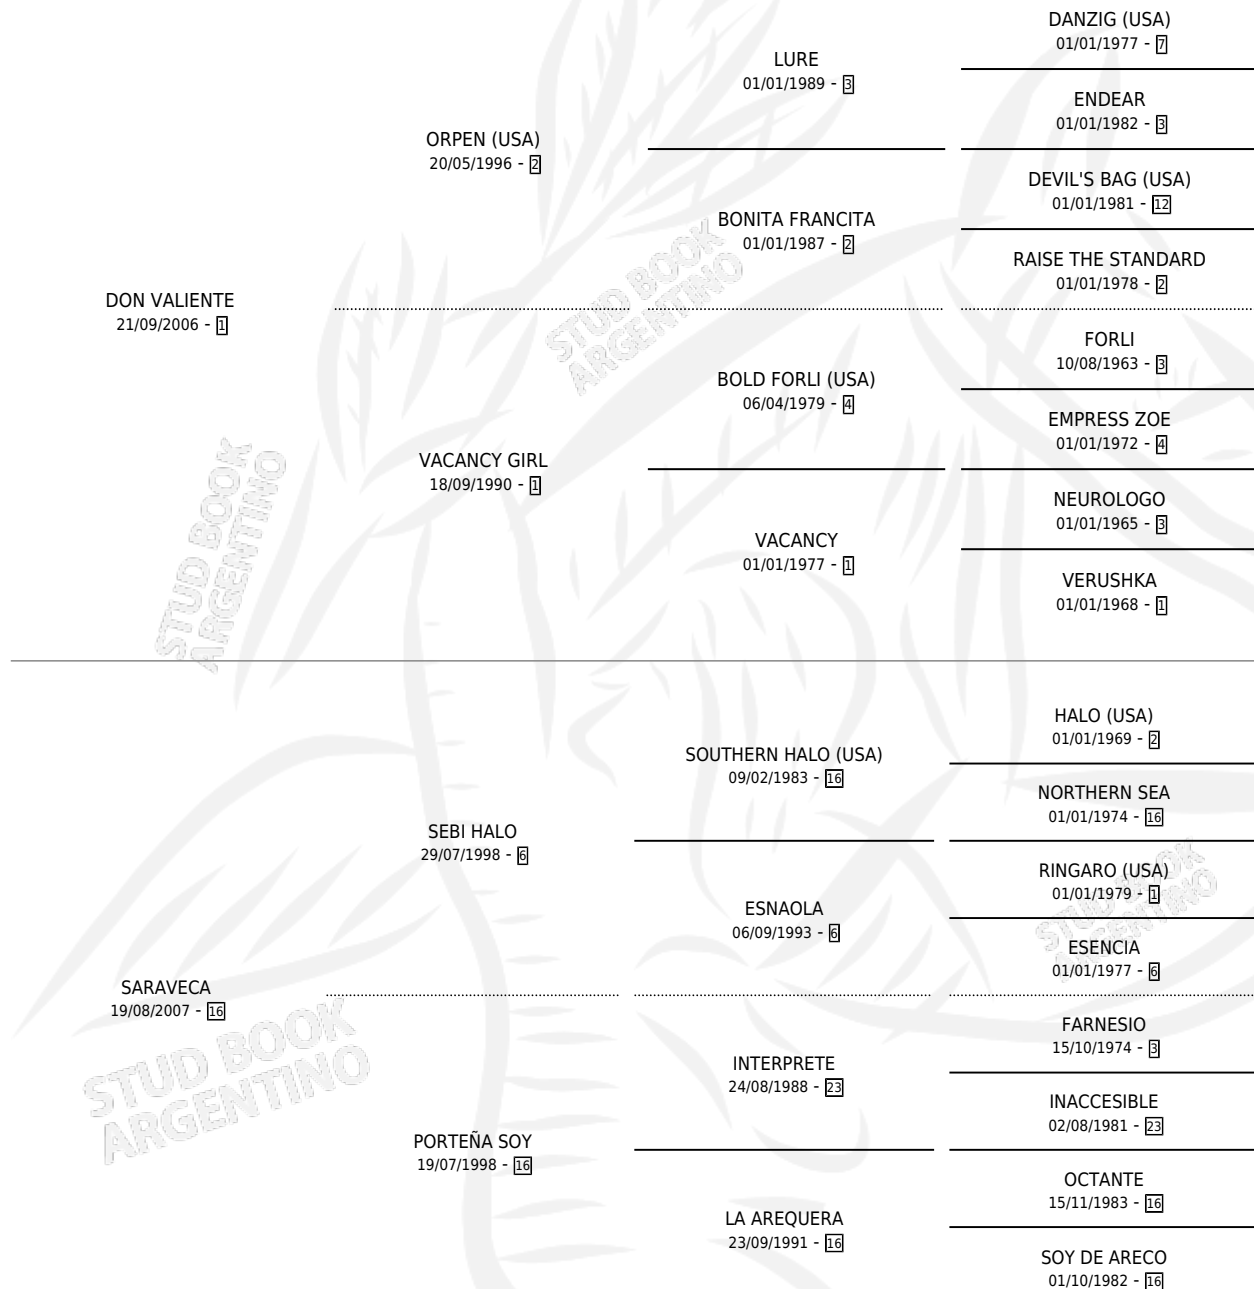 DANZIG (USA)
01/01/1977 - 7
LURE
01/01/1989 - 3
ENDEAR
01/01/1982 - 3
ORPEN (USA)
20/05/1996 - 2
DEVIL'S BAG (USA)
01/01/1981 - 12
BONITA FRANCITA
01/01/1987 - 2
RAISE THE STANDARD
01/01/1978 - 2
DON VALIENTE
21/09/2006 - 1
FORLI
10/08/1963 - 3
BOLD FORLI (USA)
06/04/1979 - 4
EMPRESS ZOE
01/01/1972 - 4
VACANCY GIRL
18/09/1990 - 1
NEUROLOGO
01/01/1965 - 3
VACANCY
01/01/1977 - 1
VERUSHKA
01/01/1968 - 1
STUD BOOK
ARGENTINO
STUD BOOK
ARGENTINO
HALO (USA)
01/01/1969 - 2
SOUTHERN HALO (USA)
09/02/1983 - 16
NORTHERN SEA
01/01/1974 - 16
SEBI HALO
29/07/1998 - 6
RINGARO (USA)
01/01/1979 - 1
ESNAOLA
06/09/1993 - 6
ESENCIA
01/01/1977 - 6
STUD BOOK
ARGENTINO
SARAVECA
19/08/2007 - 16
FARNESIO
15/10/1974 - 3
INTERPRETE
24/08/1988 - 23
INACCESIBLE
02/08/1981 - 23
STUD BOOK
ARGENTINO
PORTEÑA SOY
19/07/1998 - 16
OCTANTE
15/11/1983 - 16
LA AREQUERA
23/09/1991 - 16
SOY DE ARECO
01/10/1982 - 16